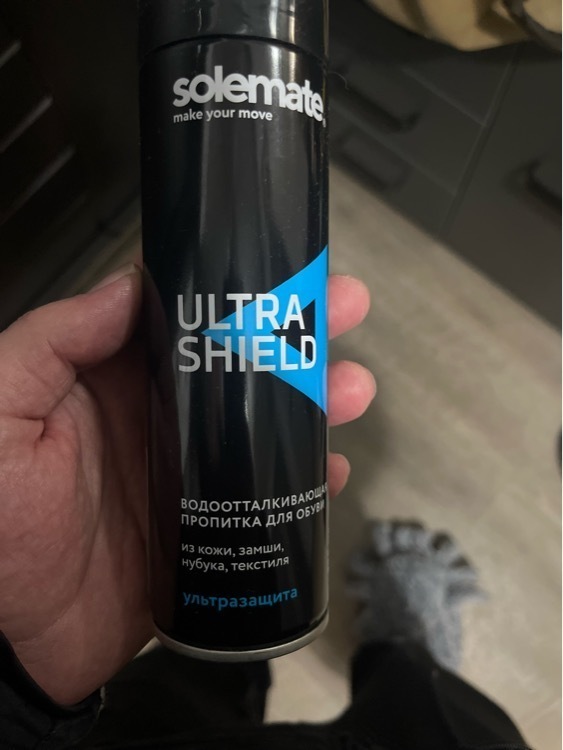 solemate
make your move
ULTRA
SHIELD
ВОДООТТАЛКИВАЮЩАЯ
ПРОПИТКА ДЛЯ ОБУВИ
из кожи, замши,
нубука, текстиля
ультразащита